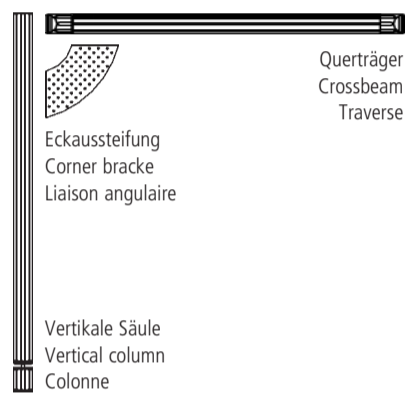 Querträger
Crossbeam
Traverse
Eckaussteifung
Corner bracke
Liaison angulaire
Vertikale Säule
Vertical column
Colonne